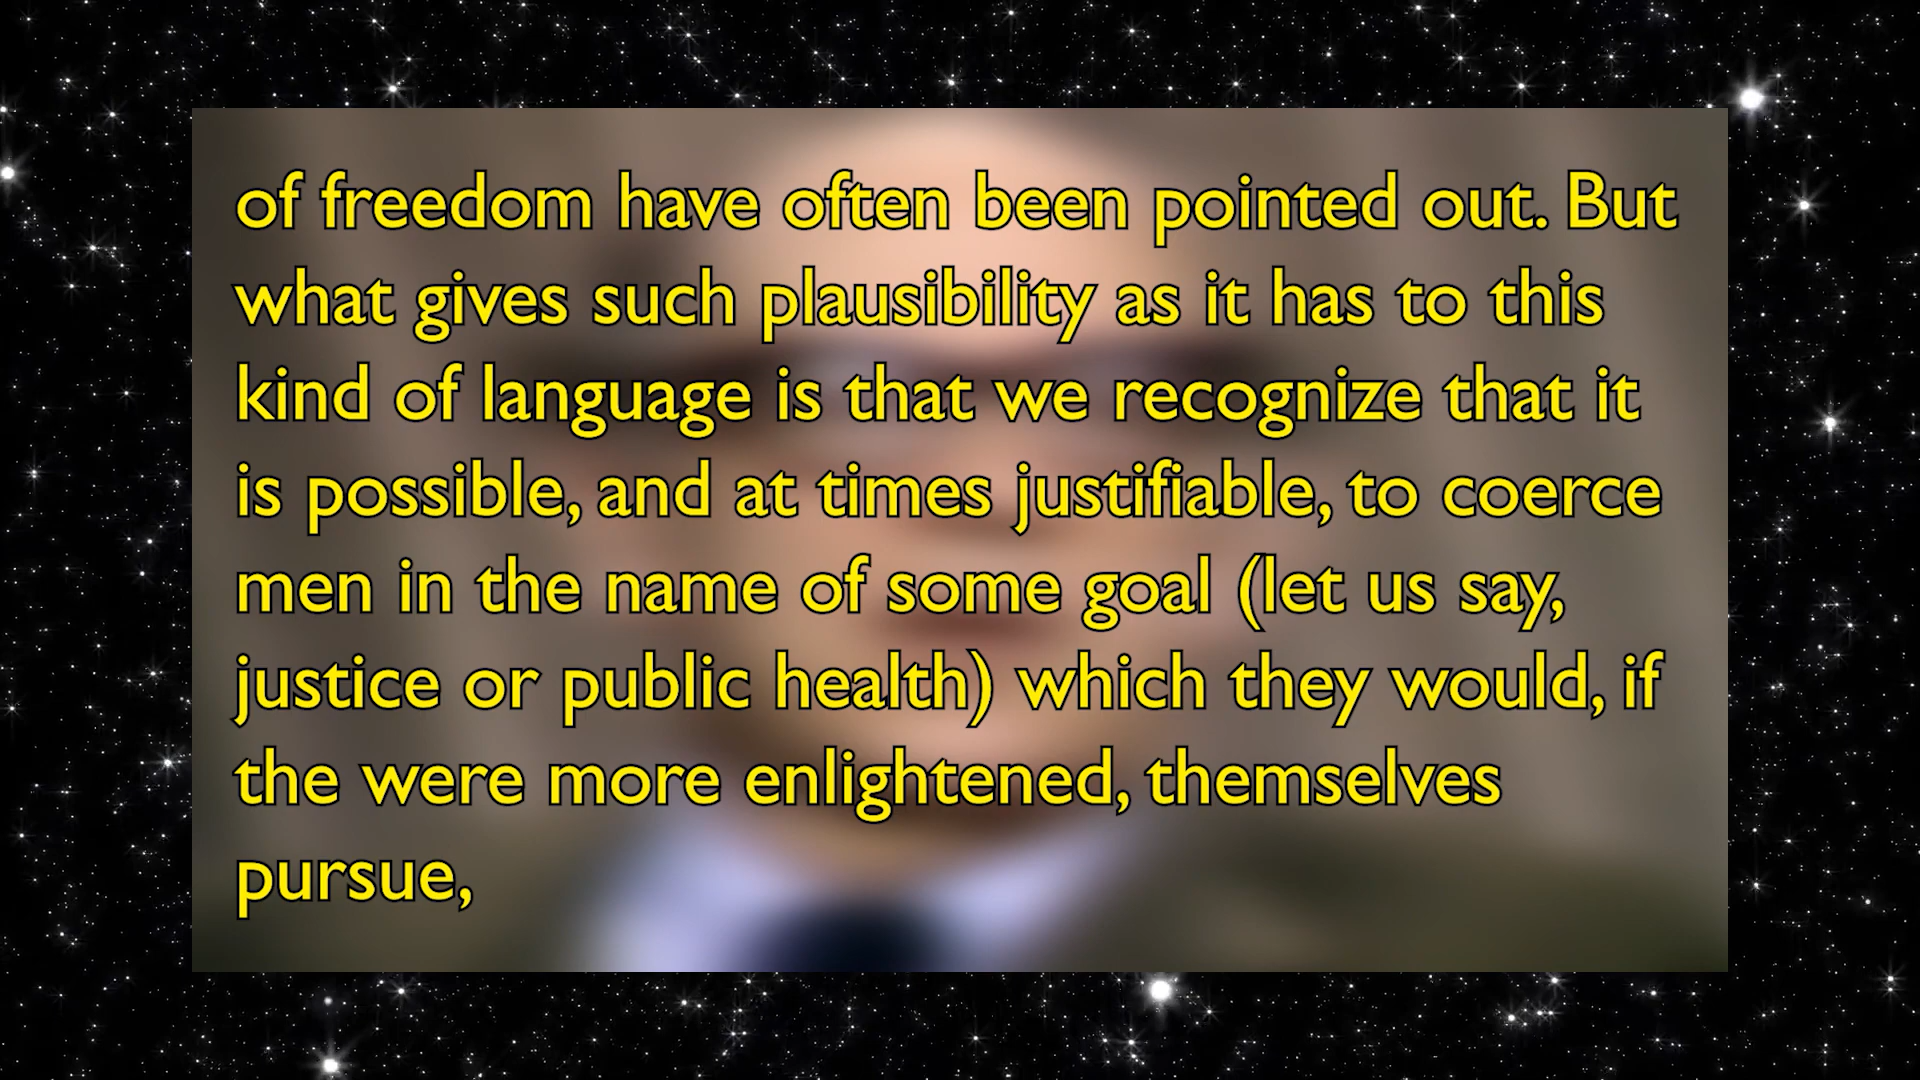 of freedom have often been pointed out. But
what gives such plausibility as it has to this
kind of language is that we recognize that it
is possible, and at times justifiable, to coerce
men in the name of some goal (let us say,
justice or public health) which they would, if
the were more enlightened, themselves
pursue,